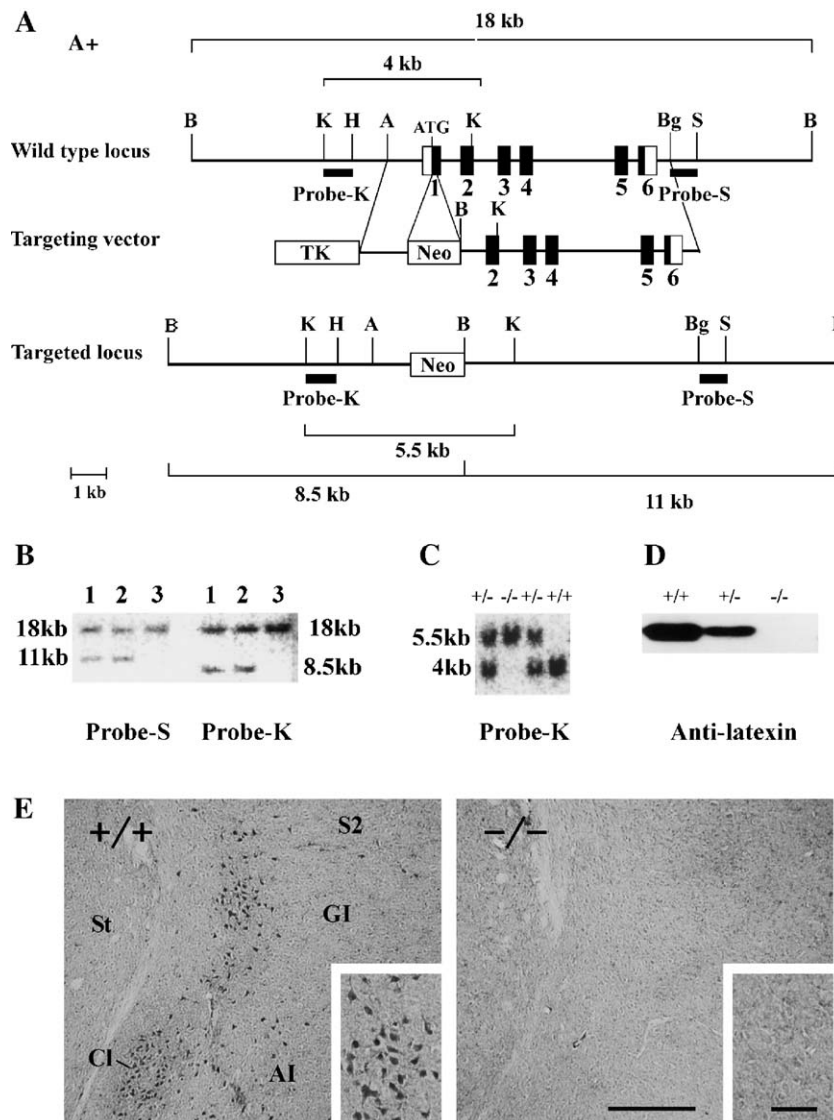 A
A+
18 kb
4 kb
B K H A ATG K Bg S B
Wild type locus
Probe-K 1 2 3 4 5 6 Probe-S
B K
Targeting vector
TK Neo
2 3 4 5 6
B K H A B K Bg S
Targeted locus
Neo
Probe-K Probe-S
5.5 kb
1 kb
8.5 kb 11 kb
B
1 2 3 1 2 3
18kb 18kb
11kb 8.5kb
Probe-S Probe-K
C
+/- -/- +/- +/+
5.5kb
4kb
Probe-K
D
+/+ +/- -/-
Anti-latexin
E
+/+ S2
St GI
Cl AI
-/-